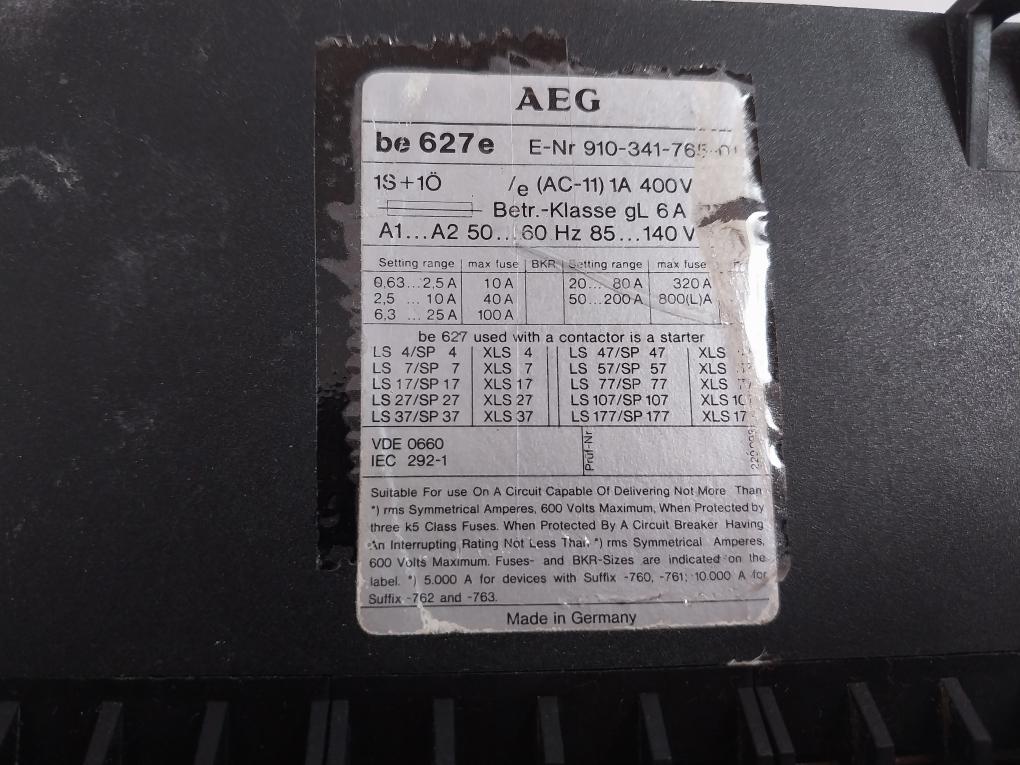 AEG
be 627e E-Nr 910-341-765
1S+1Ö /e (AC-11) 1A 400V
Betr.-Klasse gL 6A
A1...A2 50...60 Hz 85...140 V
Setting range max fuse BKR Setting range max fuse
0,63...2,5 A 10 A 20...80 A 320 A
2,5 ...10 A 40 A 50...200 A 800(L)A
6,3 ...25 A 100 A
be 627 used with a contactor is a starter
LS 4/SP 4 XLS 4 LS 47/SP 47 XLS
LS 7/SP 7 XLS 7 LS 57/SP 57 XLS
LS 17/SP 17 XLS 17 LS 77/SP 77 XLS
LS 27/SP 27 XLS 27 LS 107/SP 107 XLS
LS 37/SP 37 XLS 37 LS 177/SP 177 XLS
VDE 0660
IEC 292-1
Prüf-Nr
Suitable For use On A Circuit Capable Of Delivering Not More Than
*) rms Symmetrical Amperes, 600 Volts Maximum, When Protected by
three k5 Class Fuses. When Protected By A Circuit Breaker Having
An Interrupting Rating Not Less Than *) rms Symmetrical Amperes,
600 Volts Maximum. Fuses- and BKR-Sizes are indicated on the
label. *) 5.000 A for devices with Suffix -760, -761; 10.000 A for
Suffix -762 and -763.
Made in Germany